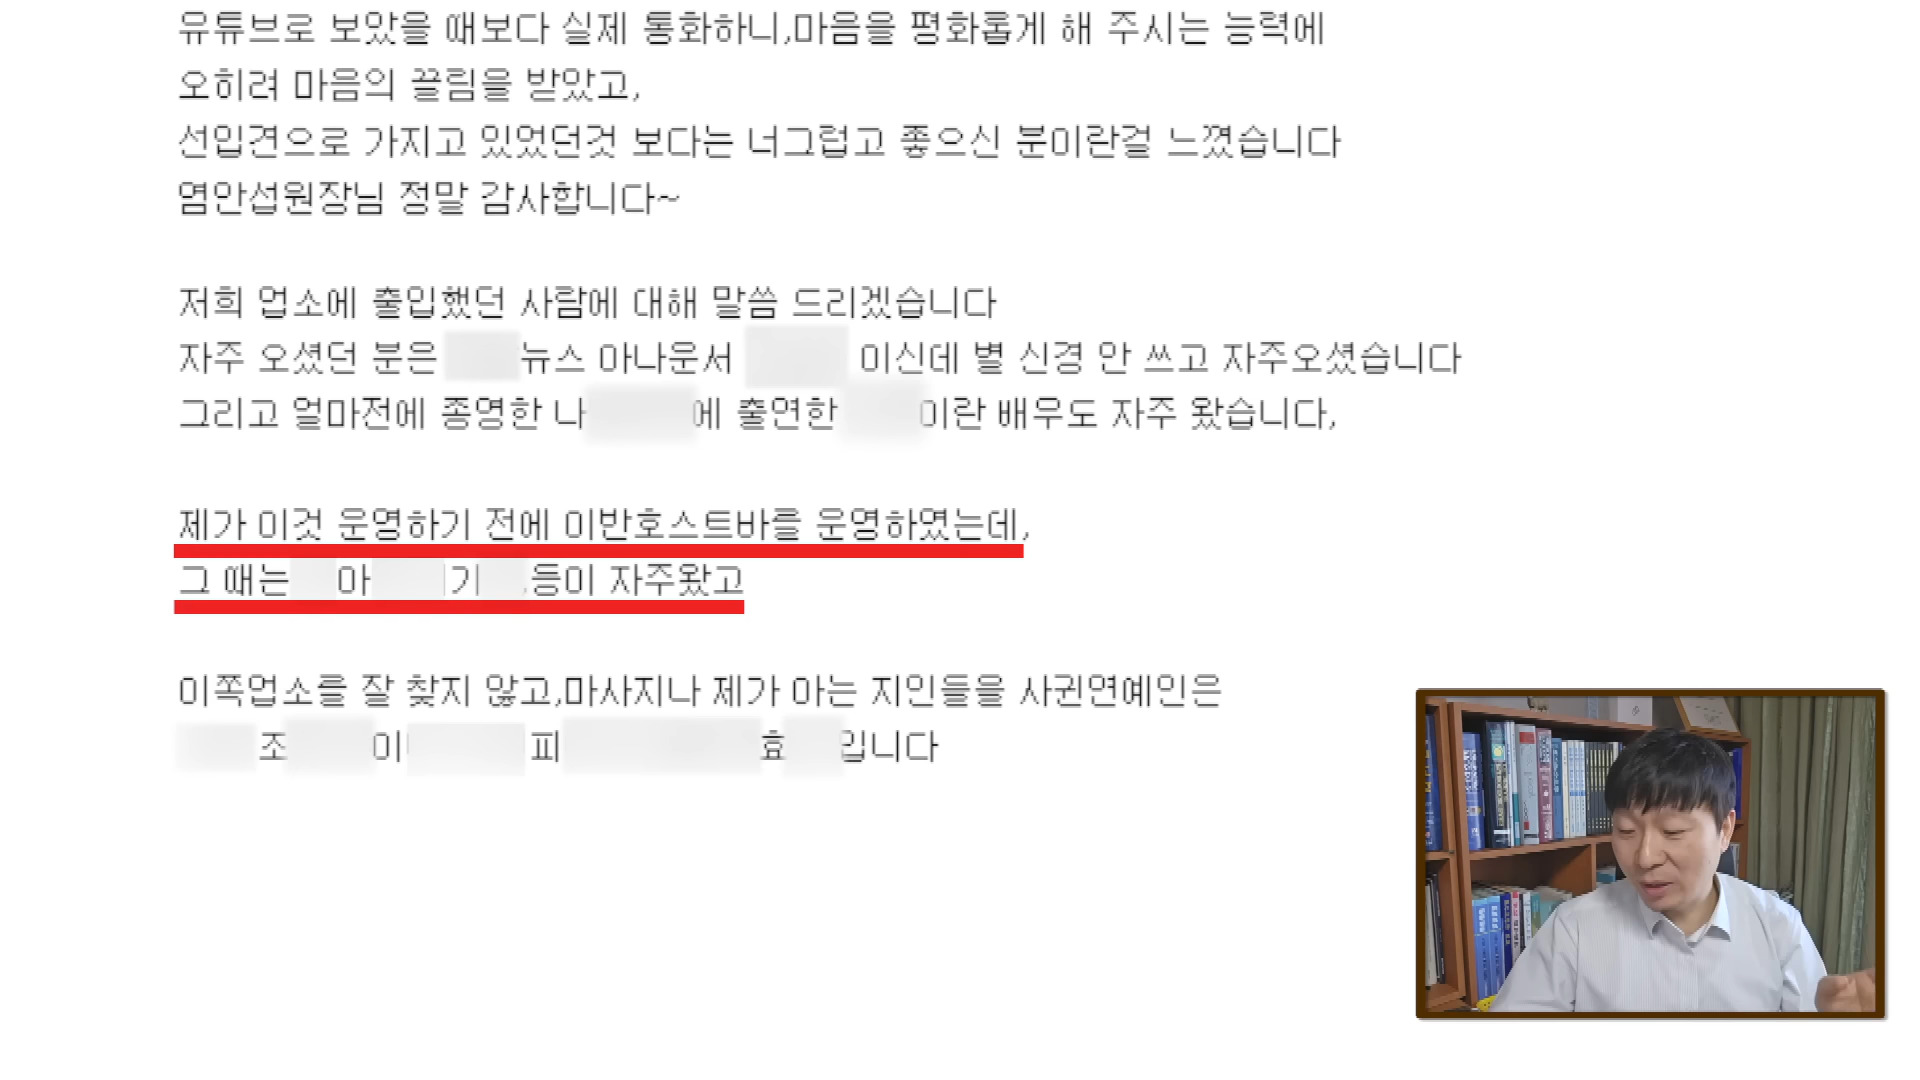 유튜브로 보았을 때보다 실제 통화하니,마음을 평화롭게 해 주시는 능력에
오히려 마음의 끌림을 받았고,
선입견으로 가지고 있었던것 보다는 너그럽고 좋으신 분이란걸 느꼈습니다
염안섭원장님 정말 감사합니다~
저희 업소에 출입했던 사람에 대해 말씀 드리겠습니다
자주 오셨던 분은 뉴스 아나운서 이신데 별 신경 안 쓰고 자주오셨습니다
그리고 얼마전에 종영한 나 에 출연한 이란 배우도 자주 왔습니다,
제가 이것 운영하기 전에 이반호스트바를 운영하였는데,
그 때는 아 기 등이 자주왔고
이쪽업소를 잘 찾지 않고,마사지나 제가 아는 지인들을 사귄연예인은
조 이 피 효 입니다